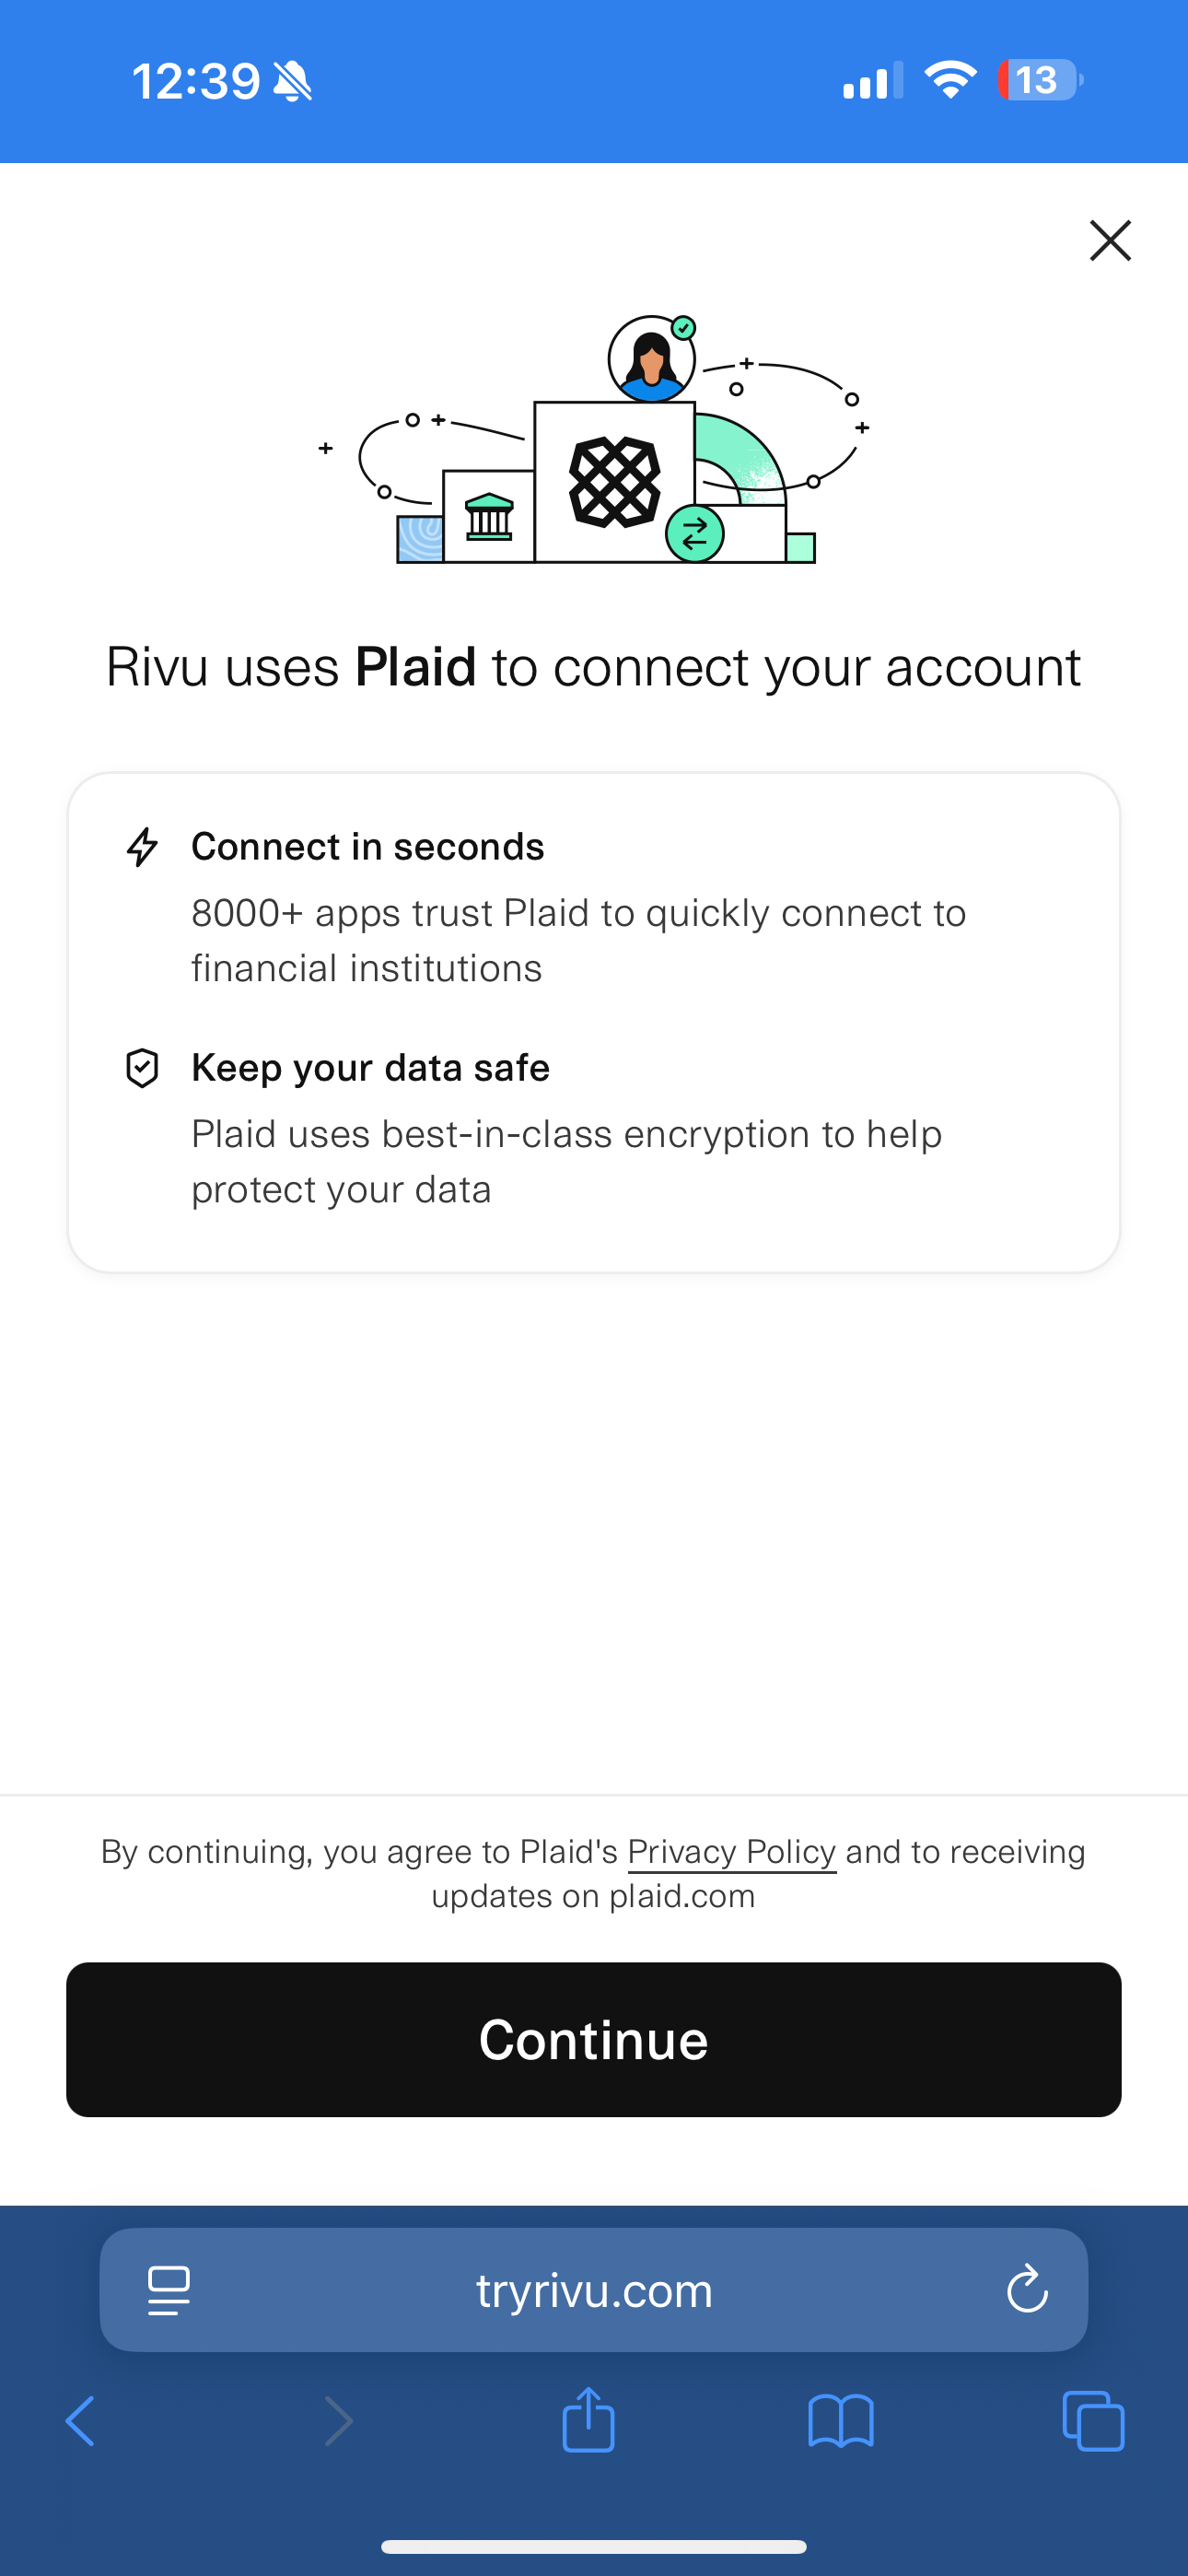 12:39
13
Rivu uses Plaid to connect your account
Connect in seconds
8000+ apps trust Plaid to quickly connect to
financial institutions
Keep your data safe
Plaid uses best-in-class encryption to help
protect your data
By continuing, you agree to Plaid's Privacy Policy and to receiving
updates on plaid.com
Continue
tryrivu.com